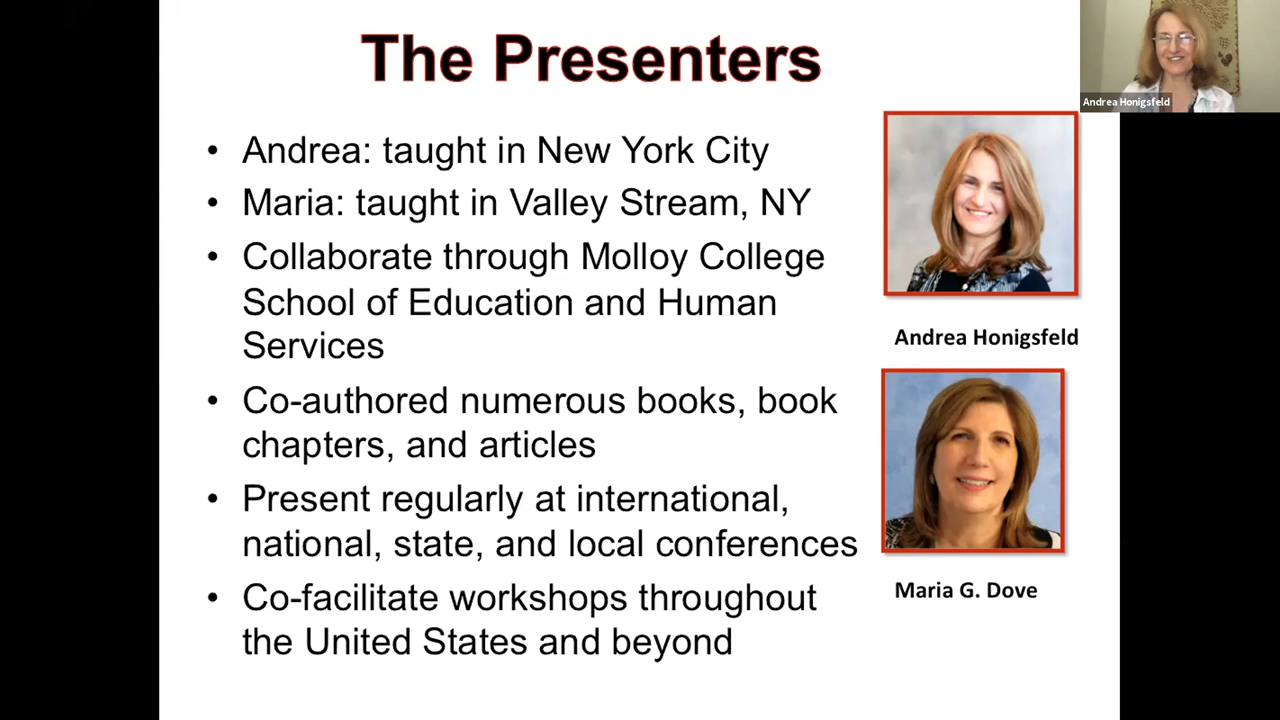 The Presenters
Andrea Honigsfeld
• Andrea: taught in New York City
• Maria: taught in Valley Stream, NY
• Collaborate through Molloy College
School of Education and Human
Services
• Co-authored numerous books, book
chapters, and articles
• Present regularly at international,
national, state, and local conferences
• Co-facilitate workshops throughout
the United States and beyond
Andrea Honigsfeld
Maria G. Dove